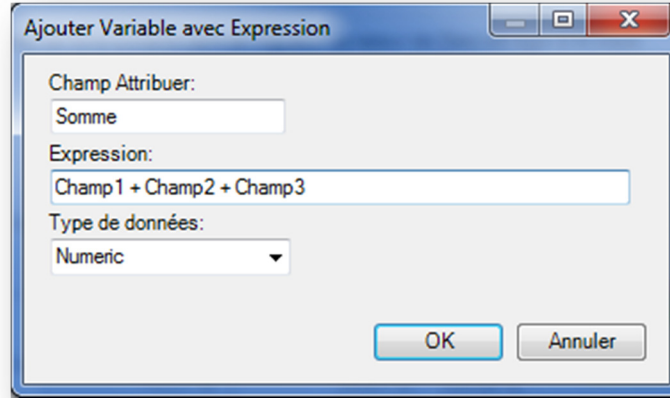 Ajouter Variable avec Expression
Champ Attribuer:
Somme
Expression:
Champ1 + Champ2 + Champ3
Type de données:
Numeric
OK
Annuler